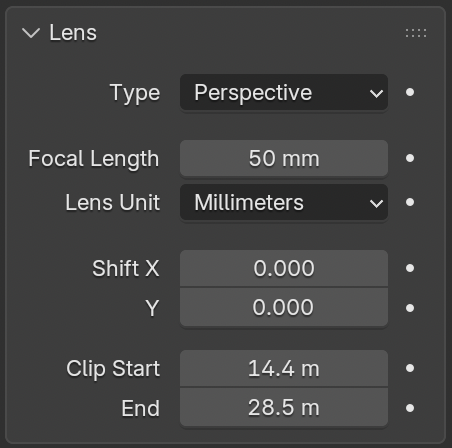 Lens
Type Perspective
Focal Length 50 mm
Lens Unit Millimeters
Shift X 0.000
Y 0.000
Clip Start 14.4 m
End 28.5 m